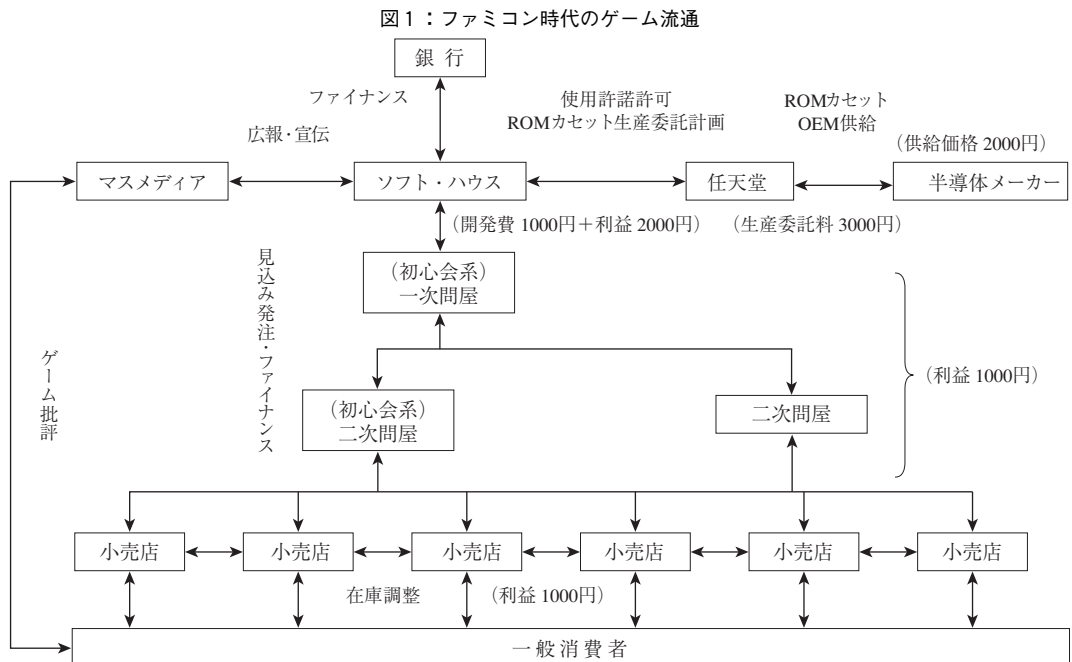 図1：ファミコン時代のゲーム流通
銀 行
ファイナンス
使用許諾許可
ROMカセット生産委託計画
ROMカセット
OEM供給
広報・宣伝
（供給価格 2000円）
マスメディア
ソフト・ハウス
任天堂
半導体メーカー
（開発費 1000円＋利益 2000円）
（生産委託料 3000円）
見込み発注・ファイナンス
（初心会系）
一次問屋
ゲーム批評
（利益 1000円）
（初心会系）
二次問屋
二次問屋
小売店
小売店
小売店
小売店
小売店
小売店
在庫調整
（利益 1000円）
一 般 消 費 者